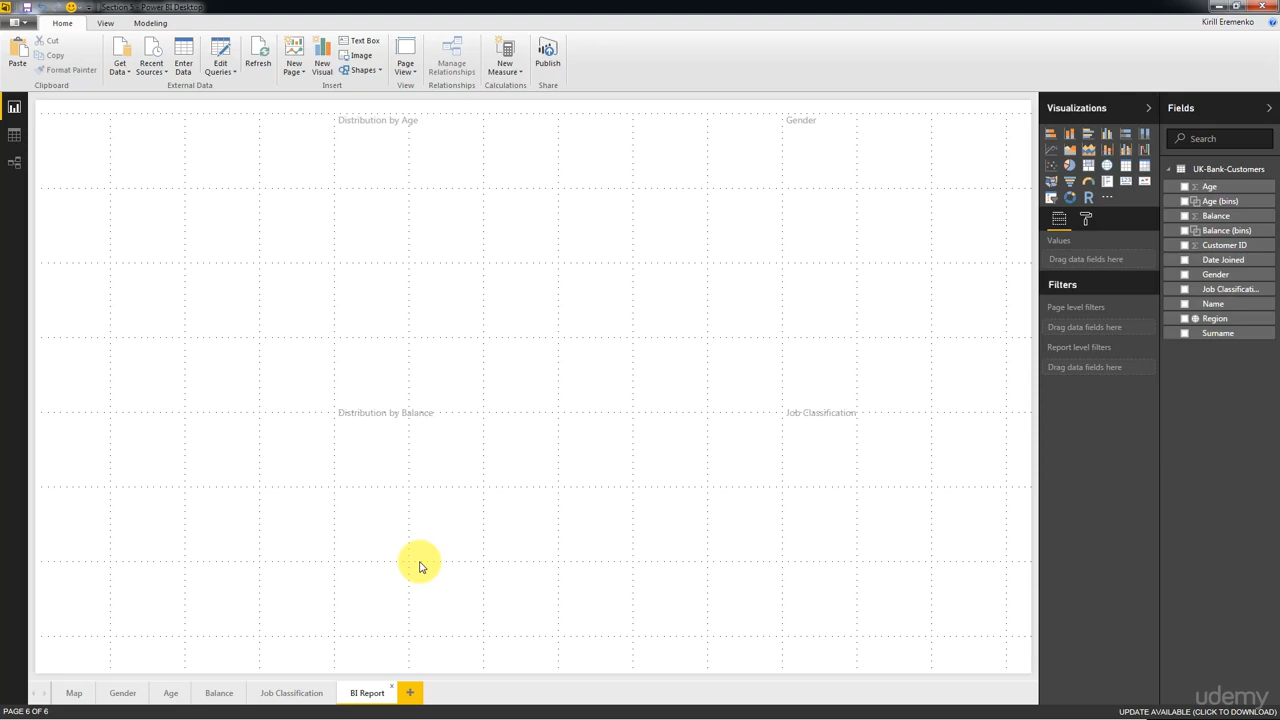 Section 5 - Power BI Desktop
Home
View
Modeling
Kirill Eremenko
Paste
Cut
Copy
Format Painter
Clipboard
Get Data
Recent Sources
Enter Data
Edit Queries
External Data
Refresh
New Page
New Visual
Text Box
Image
Shapes
Insert
Page View
View
Manage Relationships
Relationships
New Measure
Calculations
Publish
Share
Distribution by Age
Gender
Distribution by Balance
Job Classification
Visualizations
R
Values
Drag data fields here
Filters
Page level filters
Drag data fields here
Report level filters
Drag data fields here
Fields
Search
UK-Bank-Customers
Age
Age (bins)
Balance
Balance (bins)
Customer ID
Date Joined
Gender
Job Classificati...
Name
Region
Surname
Map
Gender
Age
Balance
Job Classification
BI Report
udemy
PAGE 6 OF 6
UPDATE AVAILABLE (CLICK TO DOWNLOAD)